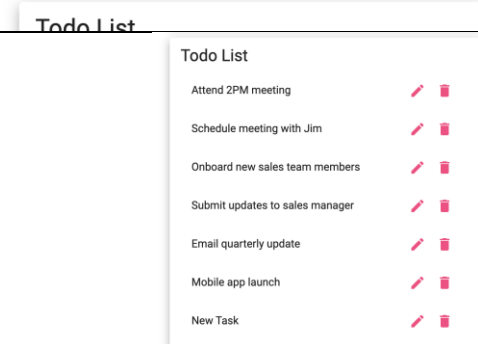 Todo List
Todo List
Attend 2PM meeting
Schedule meeting with Jim
Onboard new sales team members
Submit updates to sales manager
Email quarterly update
Mobile app launch
New Task